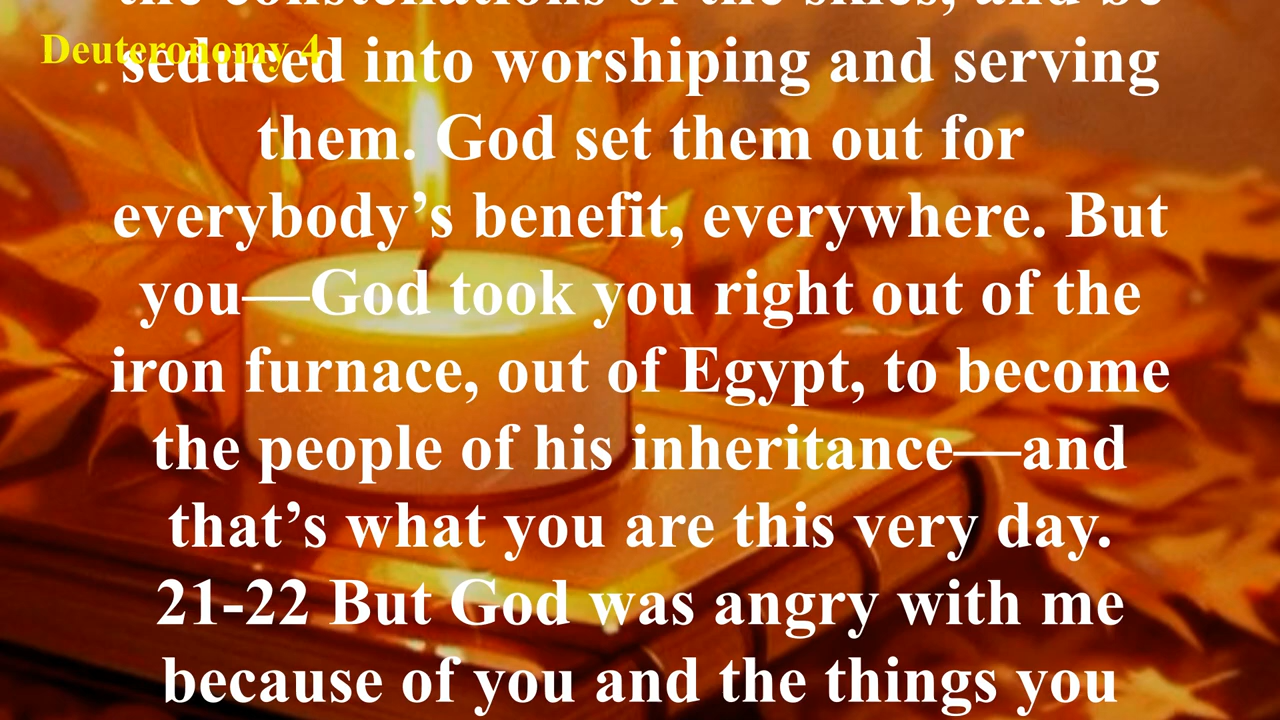 the constellations of the skies, and be
Deuteronomy 4
seduced into worshiping and serving
them. God set them out for
everybody’s benefit, everywhere. But
you—God took you right out of the
iron furnace, out of Egypt, to become
the people of his inheritance—and
that’s what you are this very day.
21-22 But God was angry with me
because of you and the things you